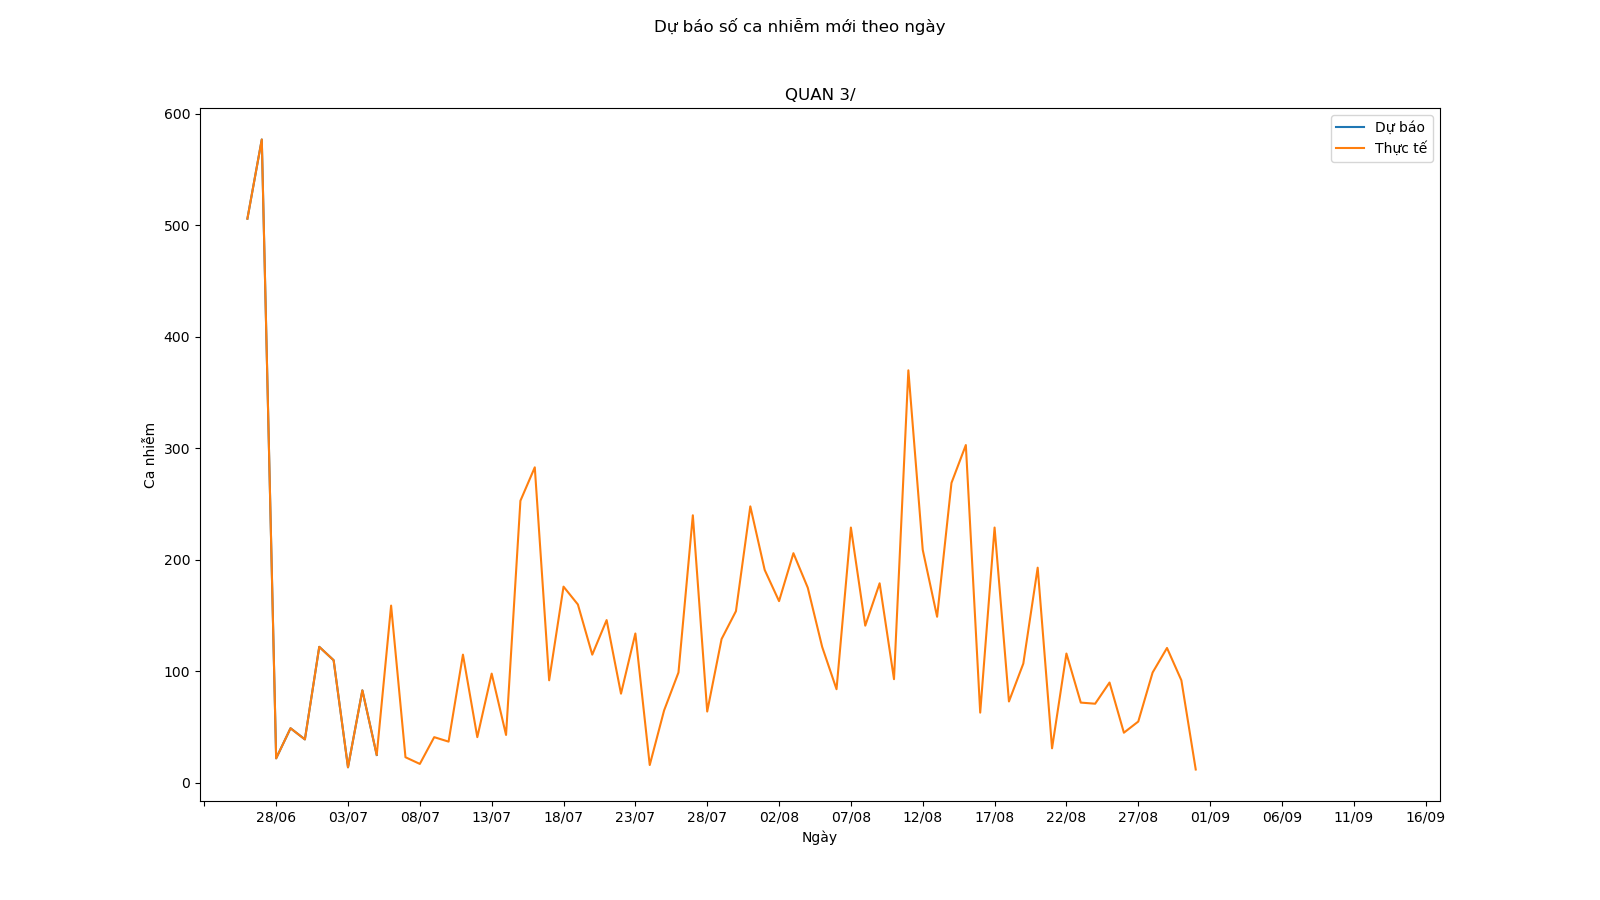 Dự báo số ca nhiễm mới theo ngày
QUAN 3/
600
500
400
300
200
100
0
Ca nhiễm
Dự báo
Thực tế
28/06 03/07 08/07 13/07 18/07 23/07 28/07 02/08 07/08 12/08 17/08 22/08 27/08 01/09 06/09 11/09 16/09
Ngày